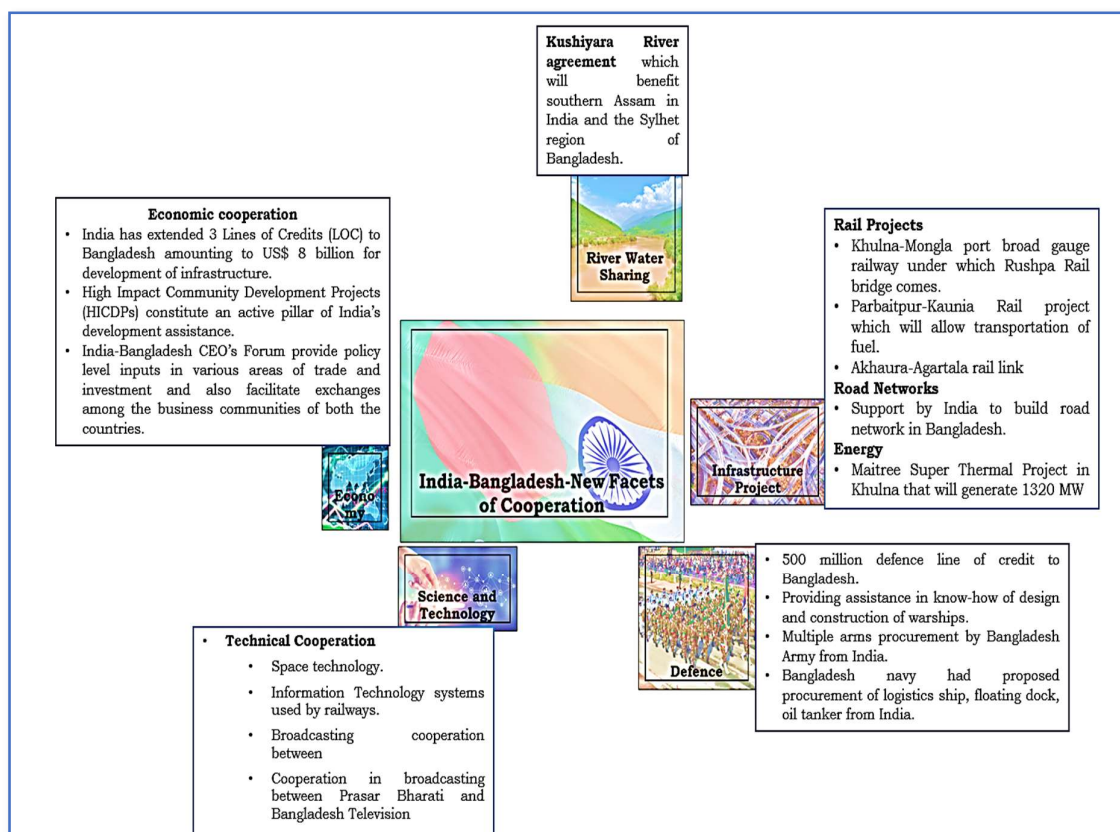 Kushiyara River
agreement which
will benefit
southern Assam in
India and the Sylhet
region of
Bangladesh.
River Water
Sharing
Economic cooperation
• India has extended 3 Lines of Credits (LOC) to
Bangladesh amounting to US$ 8 billion for
development of infrastructure.
• High Impact Community Development Projects
(HICDPs) constitute an active pillar of India's
development assistance.
• India-Bangladesh CEO's Forum provide policy
level inputs in various areas of trade and
investment and also facilitate exchanges
among the business communities of both the
countries.
Econo
my
India-Bangladesh-New Facets
of Cooperation
Rail Projects
• Khulna-Mongla port broad gauge
railway under which Rushpa Rail
bridge comes.
• Parbaitpur-Kaunia Rail project
which will allow transportation of
fuel.
• Akhaura-Agartala rail link
Road Networks
• Support by India to build road
network in Bangladesh.
Energy
• Maitree Super Thermal Project in
Khulna that will generate 1320 MW
Infrastructure
Project
Science and
Technology
• Technical Cooperation
• Space technology.
• Information Technology systems
used by railways.
• Broadcasting cooperation
between
• Cooperation in broadcasting
between Prasar Bharati and
Bangladesh Television
Defence
• 500 million defence line of credit to
Bangladesh.
• Providing assistance in know-how of design
and construction of warships.
• Multiple arms procurement by Bangladesh
Army from India.
• Bangladesh navy had proposed
procurement of logistics ship, floating dock,
oil tanker from India.